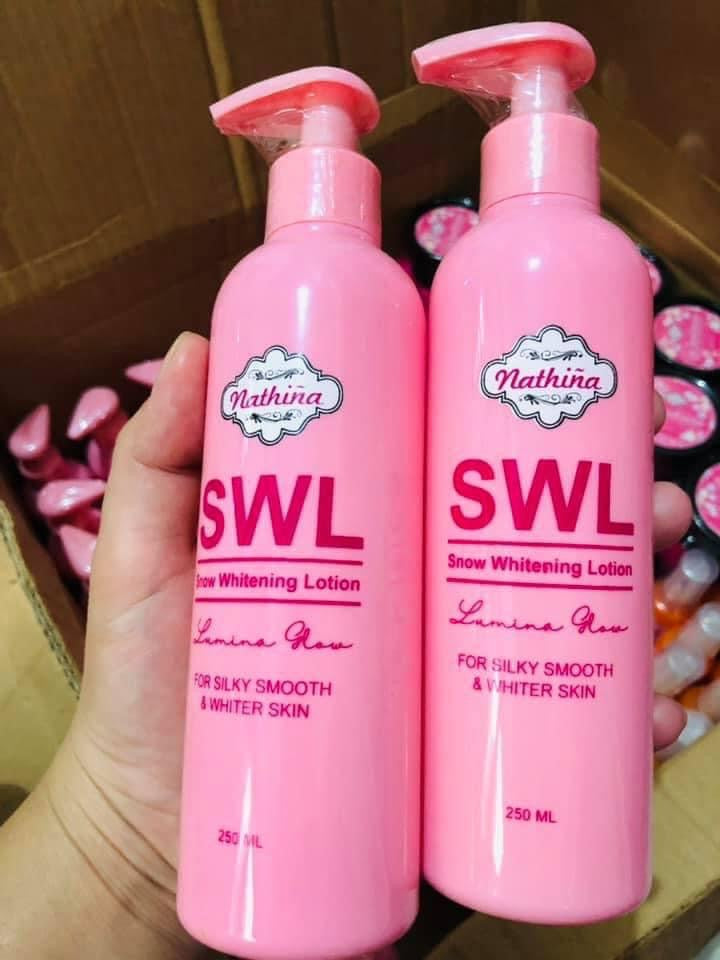 Nathiña
SWL
Snow Whitening Lotion
Lumina Glow
FOR SILKY SMOOTH
& WHITER SKIN
250 ML
Nathiña
SWL
Snow Whitening Lotion
Lumina Glow
FOR SILKY SMOOTH
& WHITER SKIN
250 ML